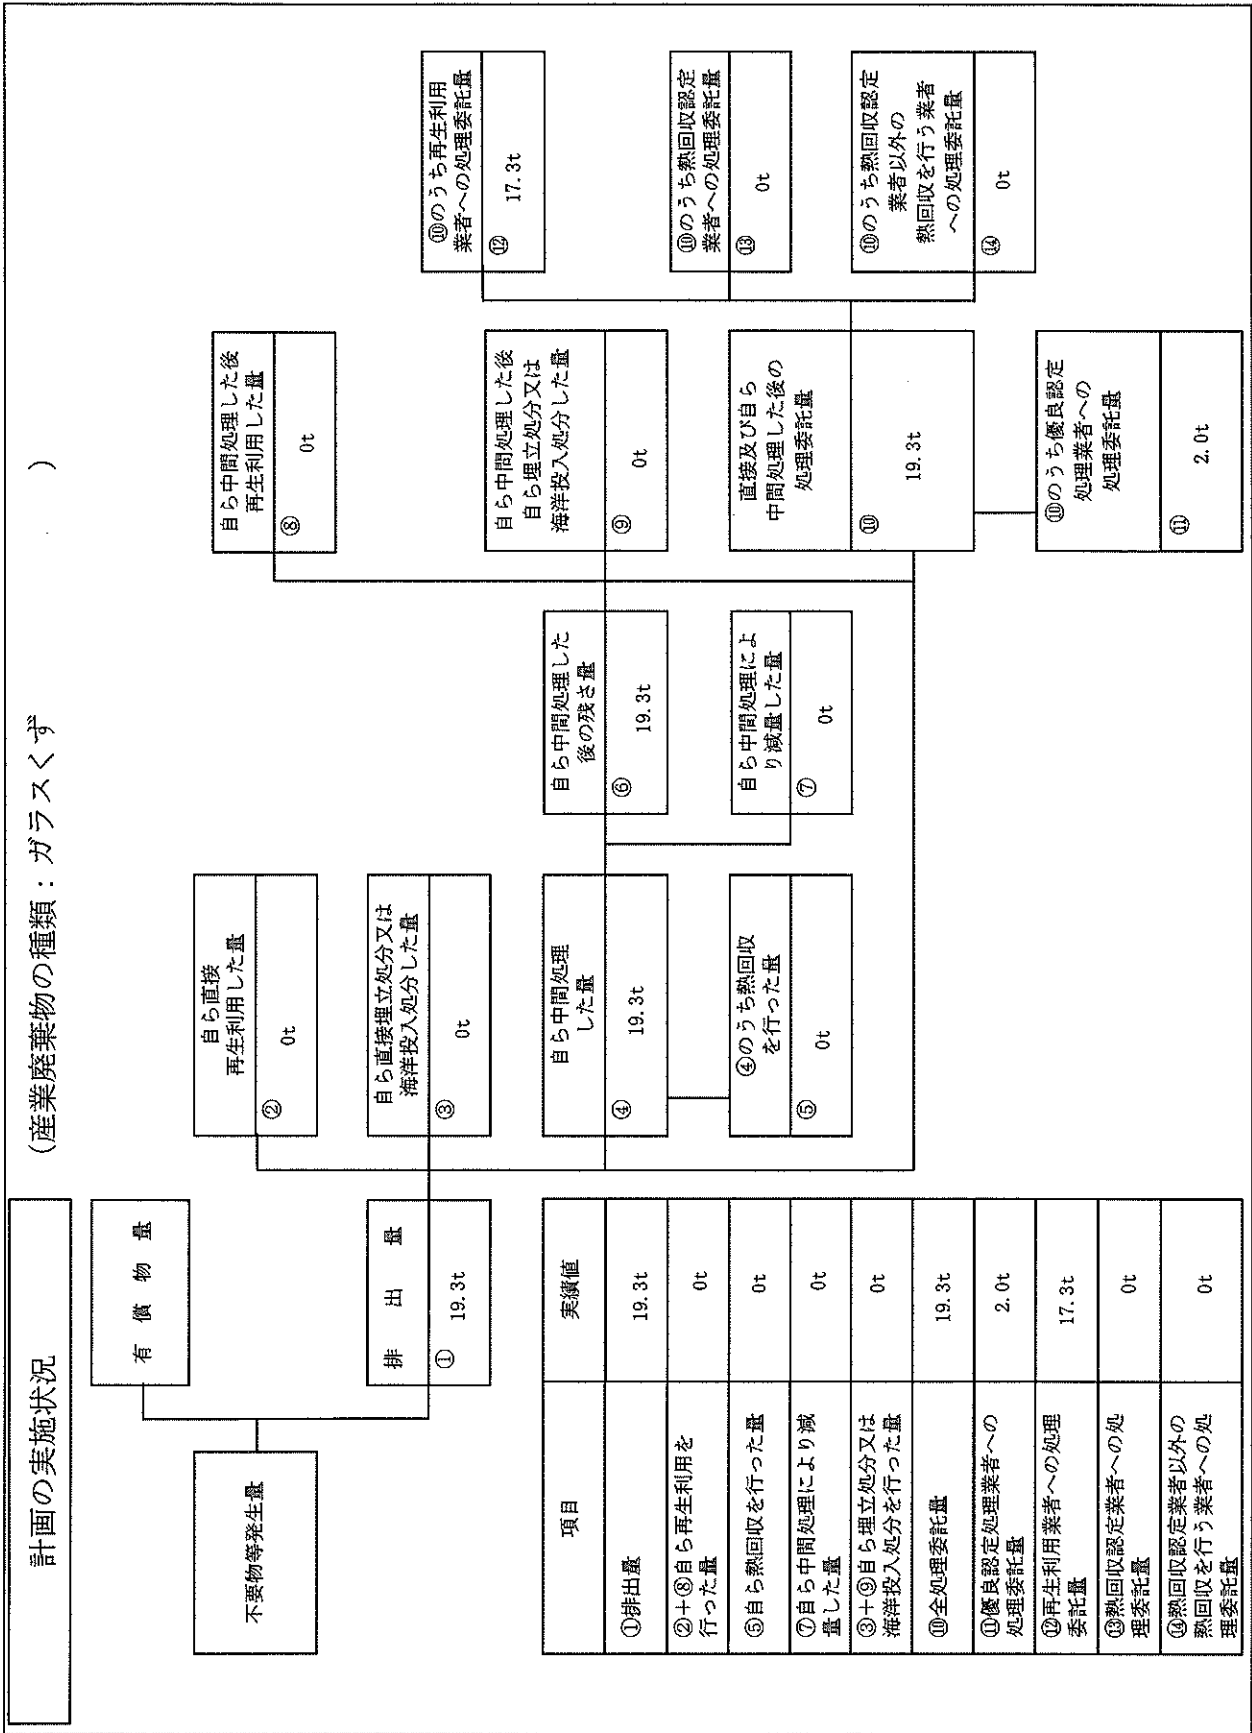 計画の実施状況
(産業廃棄物の種類：ガラスくず　　　　　)
不要物等発生量
有償物量
排出量
① 19.3t
自ら直接
再生利用した量
② 0t
自ら直接埋立処分又は
海洋投入処分した量
③ 0t
自ら中間処理
した量
④ 19.3t
④のうち熱回収
を行った量
⑤ 0t
自ら中間処理した
後の残さ量
⑥ 19.3t
自ら中間処理によ
り減量した量
⑦ 0t
自ら中間処理した後
再生利用した量
⑧ 0t
自ら中間処理した後
自ら埋立処分又は
海洋投入処分した量
⑨ 0t
直接及び自ら
中間処理した後の
処理委託量
⑩ 19.3t
⑩のうち優良認定
処理業者への
処理委託量
⑪ 2.0t
⑩のうち再生利用
業者への処理委託量
⑫ 17.3t
⑩のうち熱回収認定
業者への処理委託量
⑬ 0t
⑩のうち熱回収認定
業者以外の
熱回収を行う業者
への処理委託量
⑭ 0t
項目 実績値
①排出量 19.3t
②＋⑧自ら再生利用を
行った量 0t
⑤自ら熱回収を行った量 0t
⑦自ら中間処理により減
量した量 0t
③＋⑨自ら埋立処分又は
海洋投入処分を行った量 0t
⑩全処理委託量 19.3t
⑪優良認定処理業者への
処理委託量 2.0t
⑫再生利用業者への処理
委託量 17.3t
⑬熱回収認定業者への処
理委託量 0t
⑭熱回収認定業者以外の
熱回収を行う業者への処
理委託量 0t